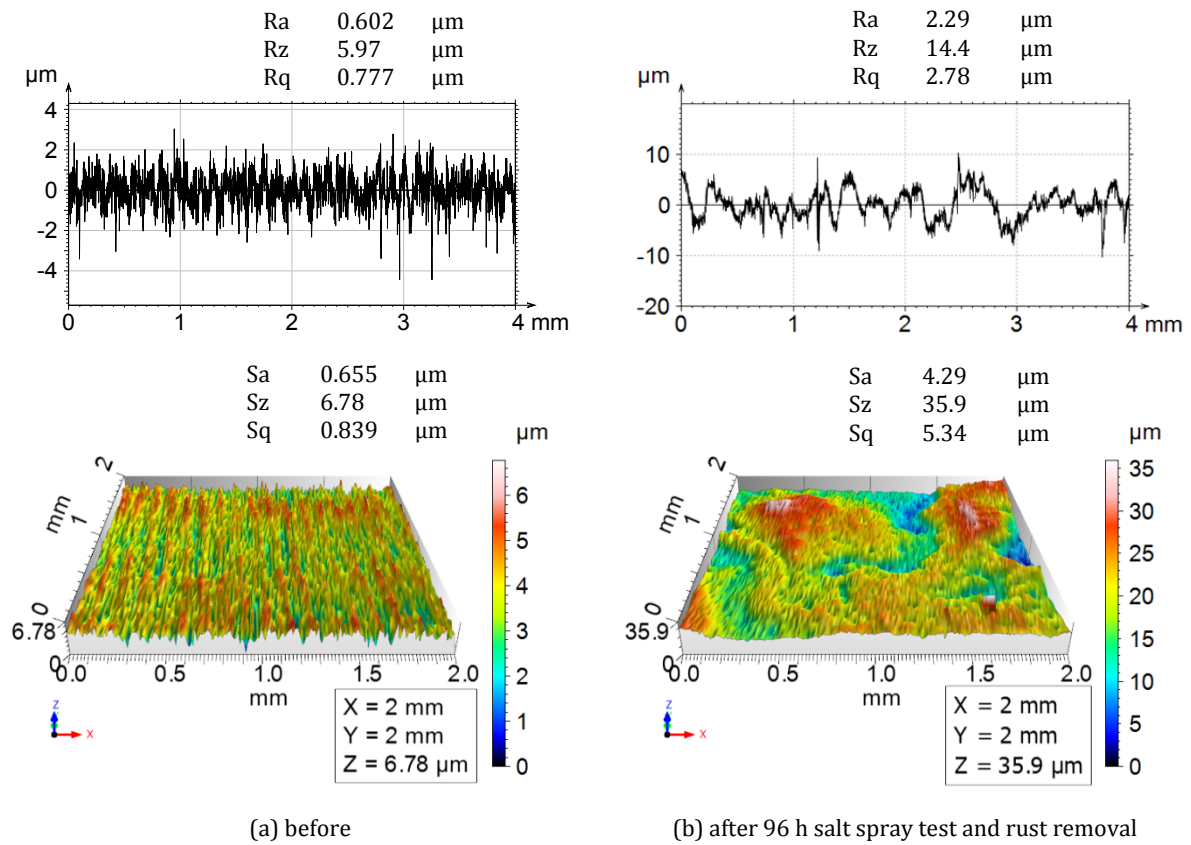 Ra 0.602 µm
Rz 5.97 µm
Rq 0.777 µm
µm
4
2
0
-2
-4
0 1 2 3 4 mm
Ra 2.29 µm
Rz 14.4 µm
Rq 2.78 µm
µm
10
0
-10
-20
0 1 2 3 4 mm
Sa 0.655 µm
Sz 6.78 µm
Sq 0.839 µm
µm
6
5
4
3
2
1
0
2
mm
1
0
6.78
0
0.0 0.5 1.0 1.5 2.0
mm
Z
X
X = 2 mm
Y = 2 mm
Z = 6.78 µm
Sa 4.29 µm
Sz 35.9 µm
Sq 5.34 µm
µm
35
30
25
20
15
10
5
0
2
mm
1
0
35.9
0
0.0 0.5 1.0 1.5 2.0
mm
Z
X
X = 2 mm
Y = 2 mm
Z = 35.9 µm
(a) before
(b) after 96 h salt spray test and rust removal